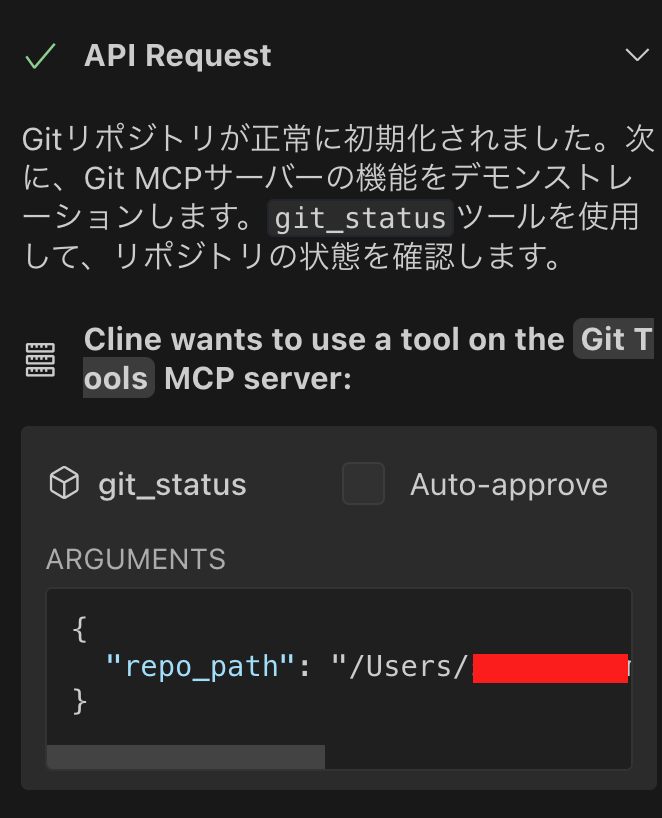 API Request
Gitリポジトリが正常に初期化されました。次
に、Git MCPサーバーの機能をデモンストレ
ーションします。git_statusツールを使用
して、リポジトリの状態を確認します。
Cline wants to use a tool on the Git T
ools MCP server:
git_status Auto-approve
ARGUMENTS
{
"repo_path": "/Users/
}